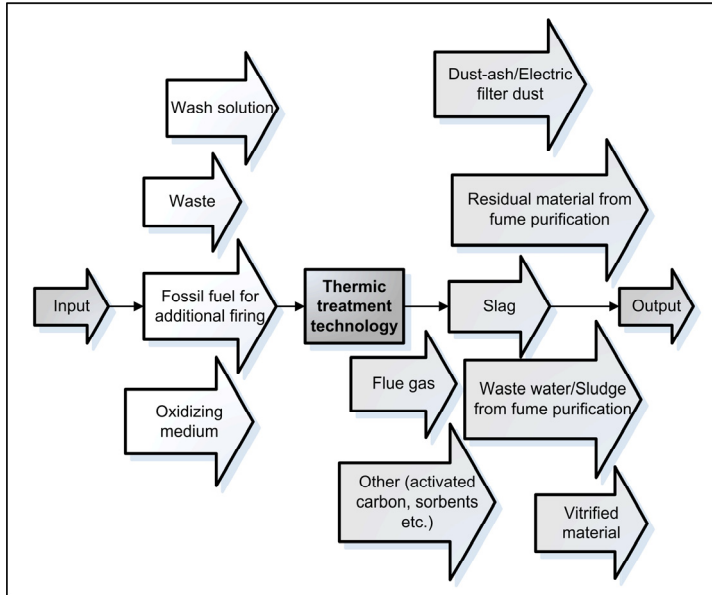 Dust-ash/Electric
filter dust
Wash solution
Waste
Residual material from
fume purification
Input
Fossil fuel for
additional firing
Thermic
treatment
technology
Slag
Output
Flue gas
Waste water/Sludge
from fume purification
Oxidizing
medium
Other (activated
carbon, sorbents
etc.)
Vitrified
material